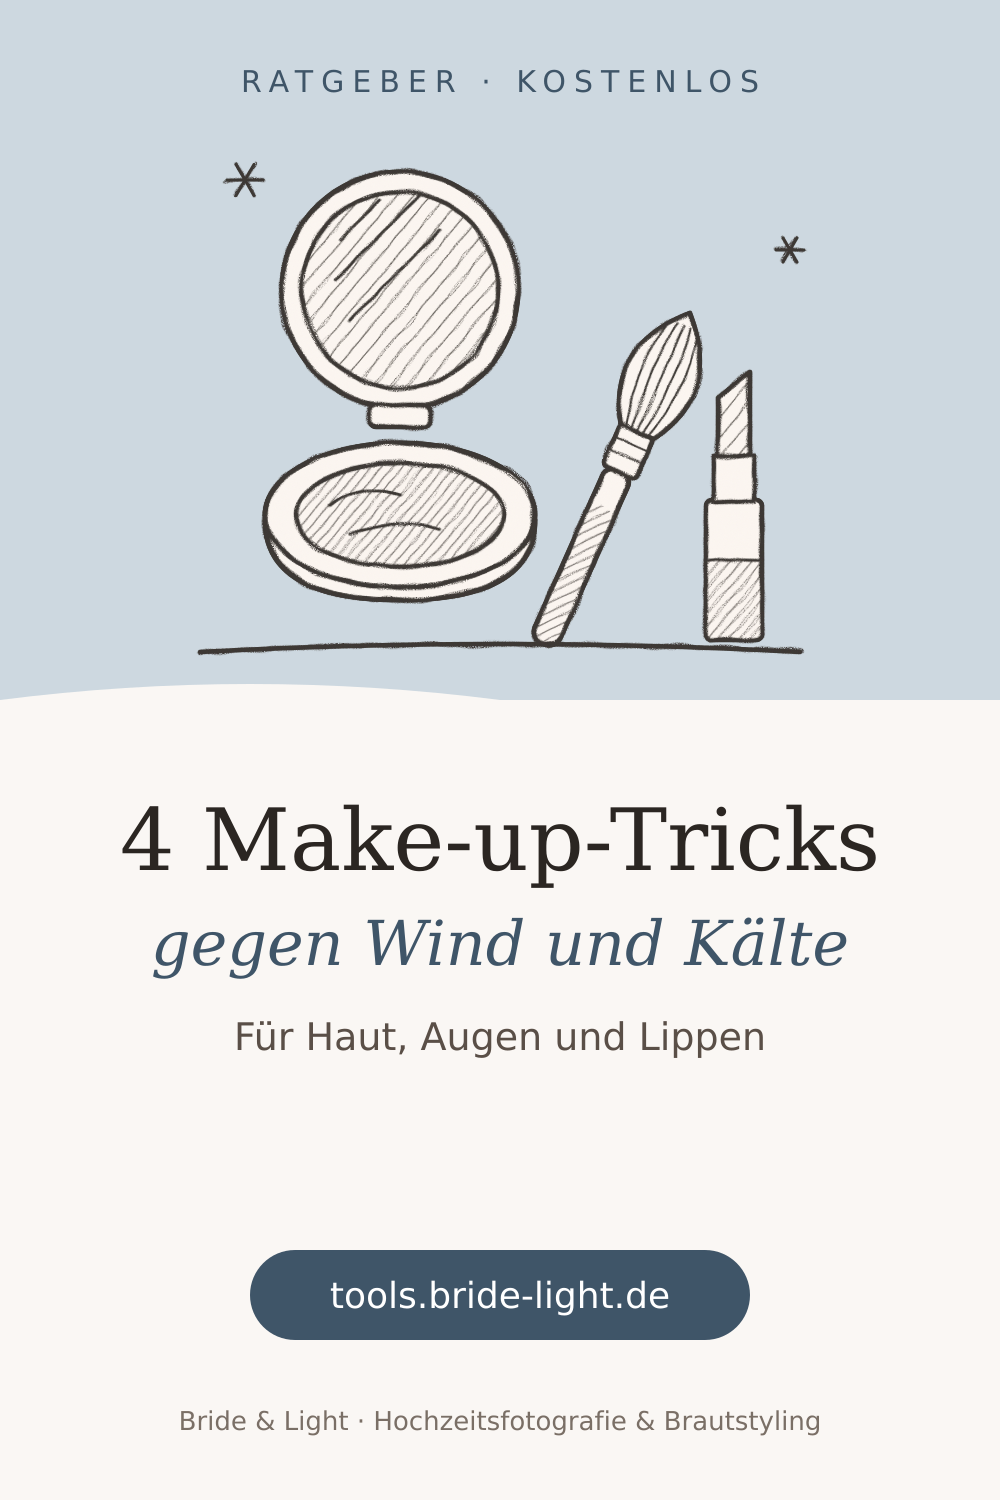 RATGEBER · KOSTENLOS
4 Make-up-Tricks
gegen Wind und Kälte
Für Haut, Augen und Lippen
tools.bride-light.de
Bride & Light · Hochzeitsfotografie & Brautstyling